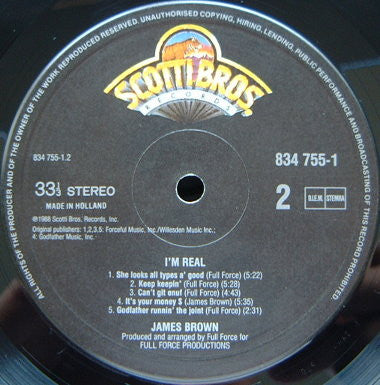 ALL RIGHTS OF THE PRODUCER AND OF THE OWNER OF THE WORK REPRODUCED RESERVED. UNAUTHORISED COPYING, HIRING, LENDING, PUBLIC PERFORMANCE AND BROADCASTING OF THIS RECORD PROHIBITED.
SCOTTI BROS.
RECORDS
834 755-1.2
834 755-1
33⅓ STEREO
MADE IN HOLLAND
2
B.I.E.M. STEMRA
℗1988 Scotti Bros. Records, Inc.
Original publishers: 1,2,3,5: Forceful Music, Inc./Willesden Music, Inc.;
4: Godfather Music, Inc.
I'M REAL
1. She looks all types a' good (Full Force) (5:22)
2. Keep keepin' (Full Force) (5:28)
3. Can't git enuf (Full Force) (4:43)
4. It's your money $ (James Brown) (5:35)
5. Godfather runnin' the joint (Full Force) (2:31)
JAMES BROWN
Produced and arranged by Full Force for
FULL FORCE PRODUCTIONS